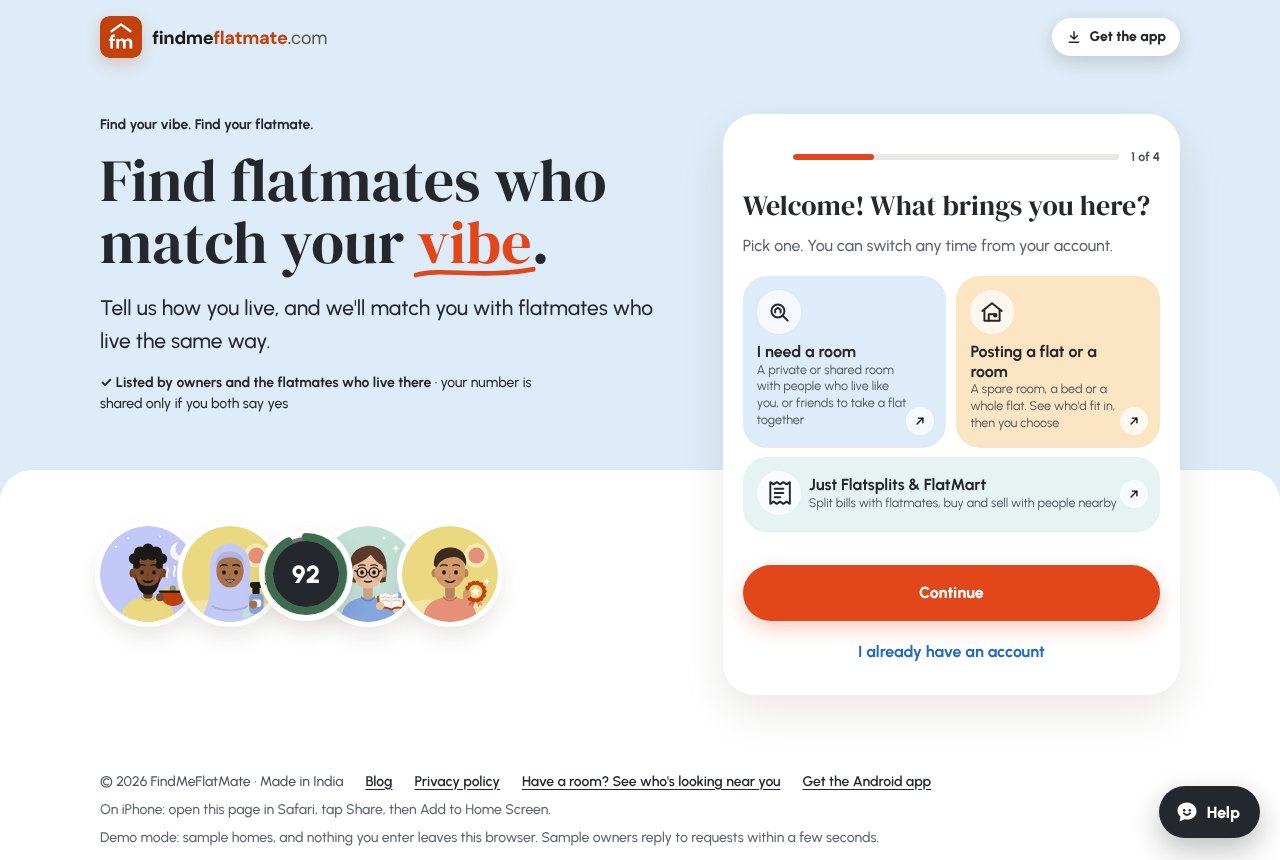 fm
findmeflatmate.com
Get the app
Find your vibe. Find your flatmate.
Find flatmates who
match your vibe.
Tell us how you live, and we'll match you with flatmates who
live the same way.
✓ Listed by owners and the flatmates who live there · your number is
shared only if you both say yes
92
1 of 4
Welcome! What brings you here?
Pick one. You can switch any time from your account.
I need a room
A private or shared room
with people who live like
you, or friends to take a flat
together
Posting a flat or a
room
A spare room, a bed or a
whole flat. See who'd fit in,
then you choose
Just Flatsplits & FlatMart
Split bills with flatmates, buy and sell with people nearby
Continue
I already have an account
© 2026 FindMeFlatMate · Made in India Blog Privacy policy Have a room? See who's looking near you Get the Android app
On iPhone: open this page in Safari, tap Share, then Add to Home Screen.
Demo mode: sample homes, and nothing you enter leaves this browser. Sample owners reply to requests within a few seconds.
Help